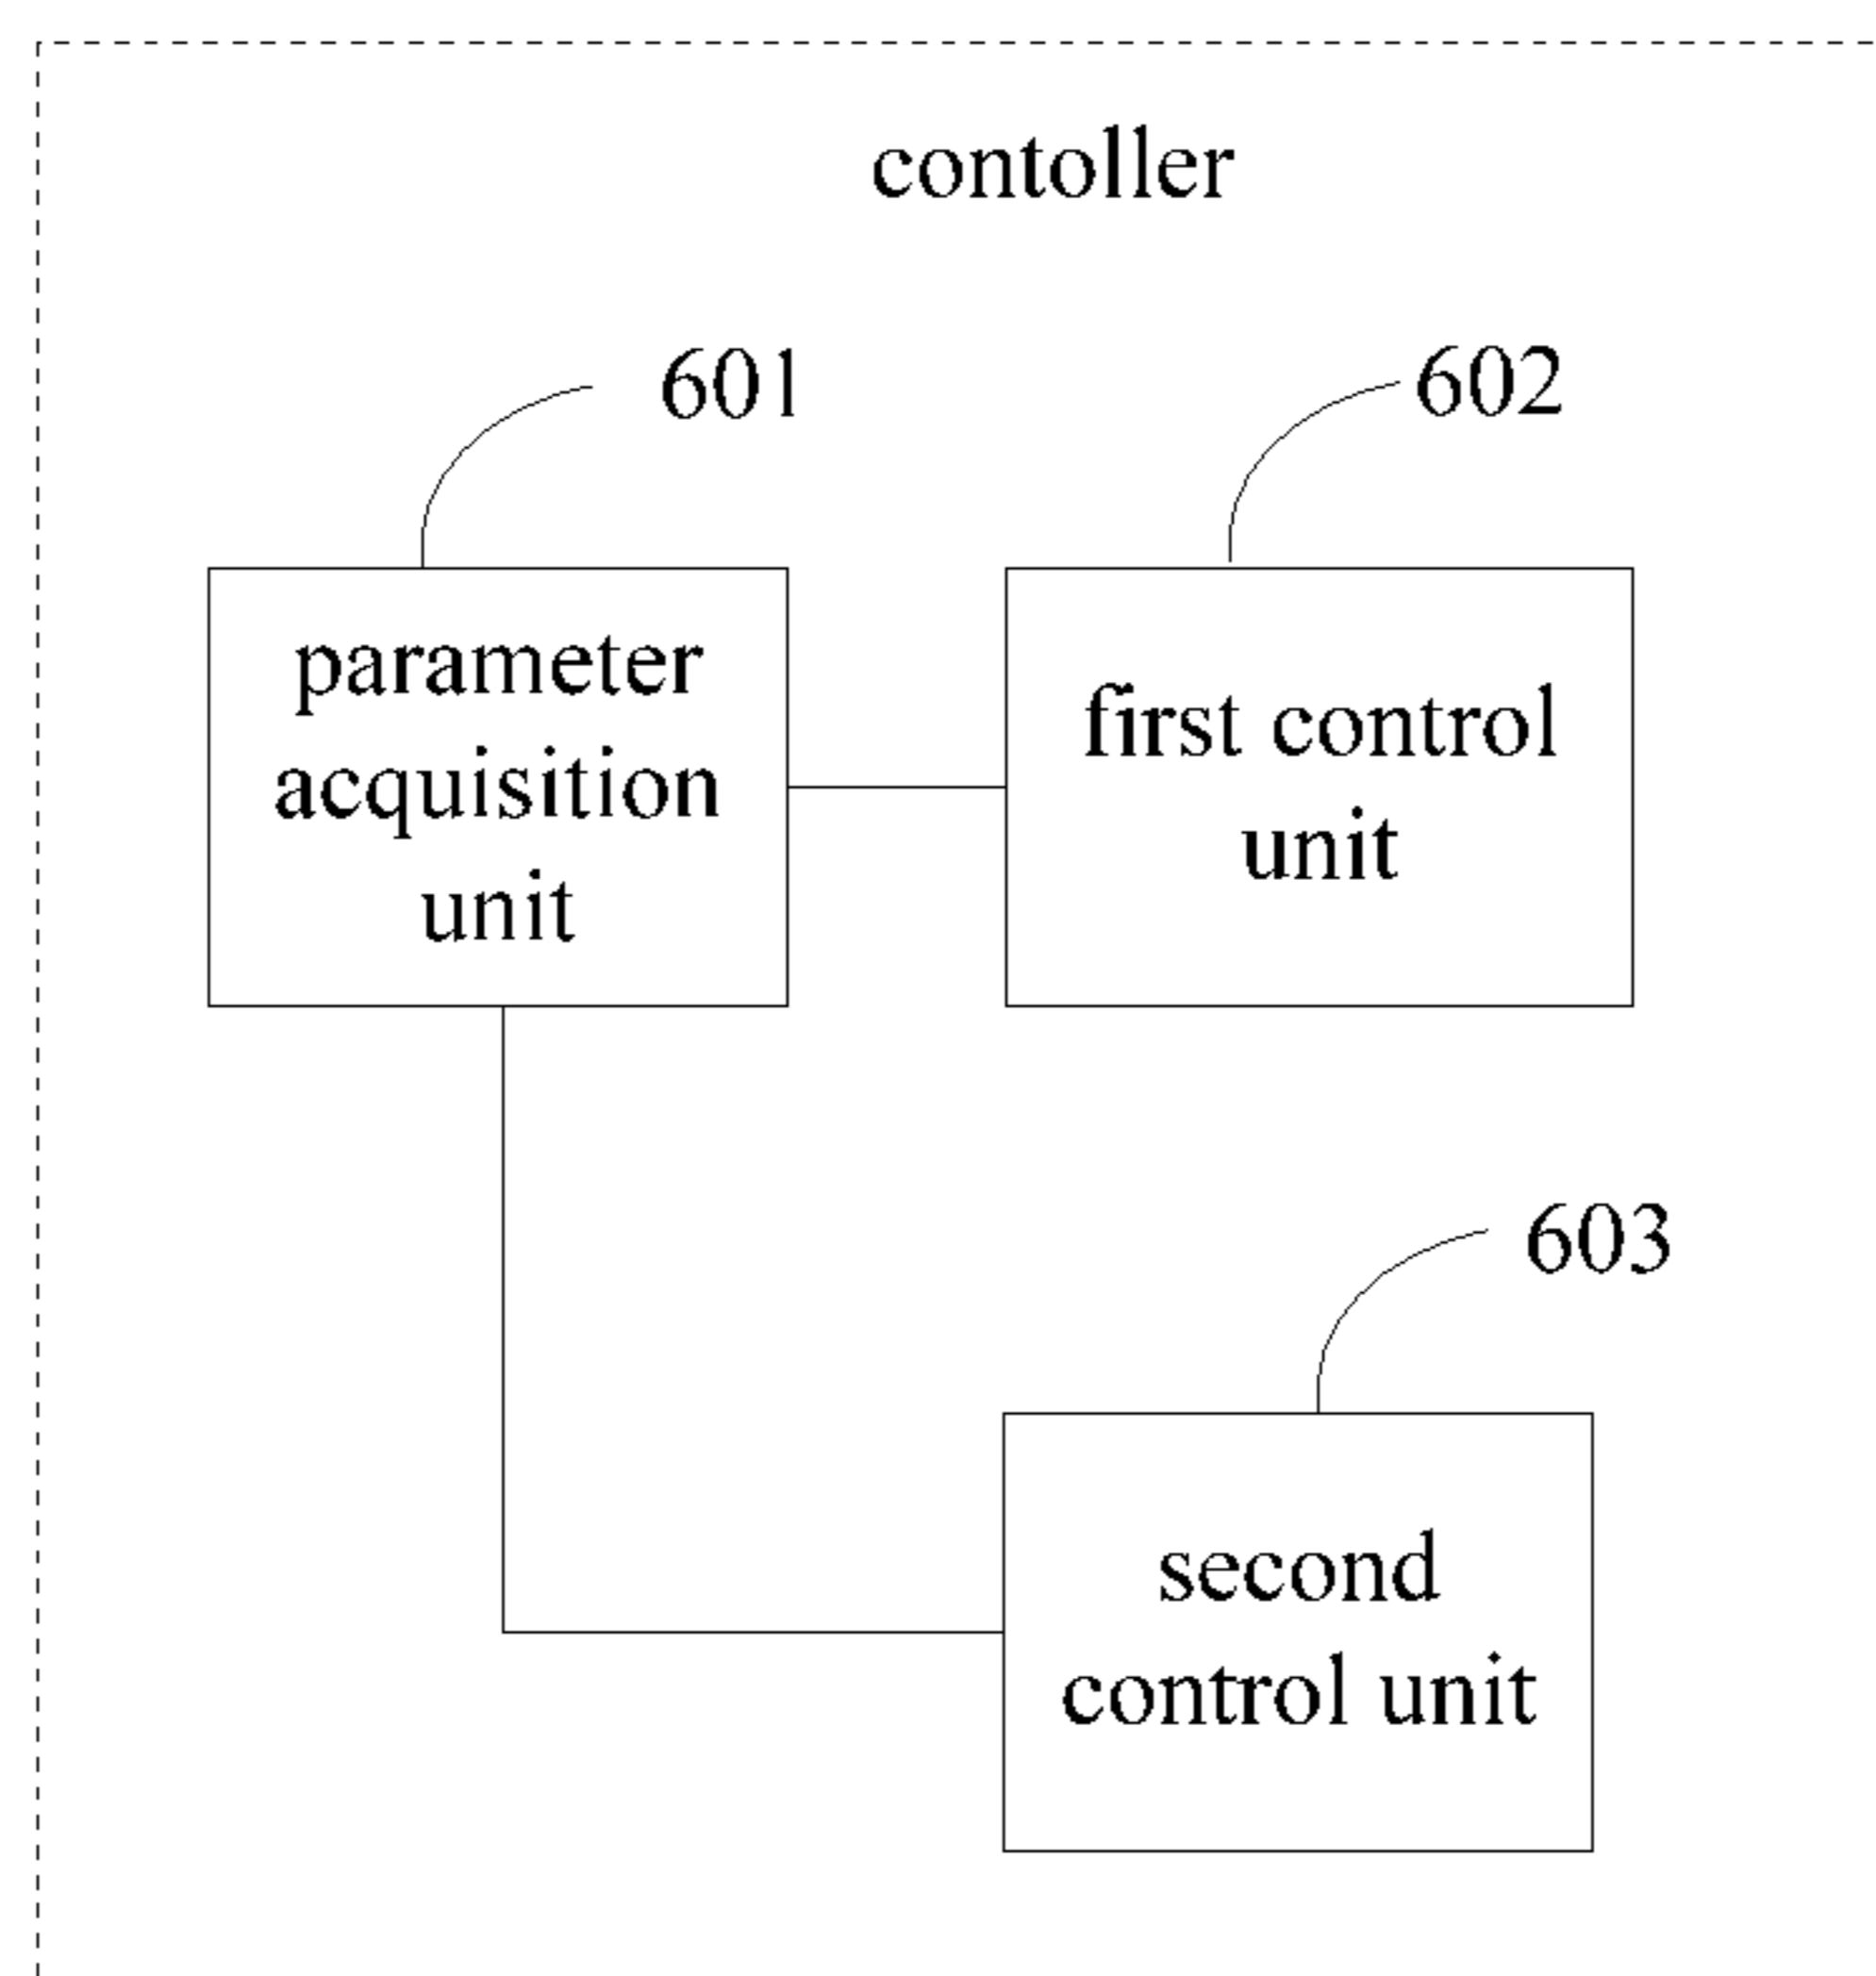 contoller
601
602
parameter
acquisition
unit
first control
unit
603
second
control unit